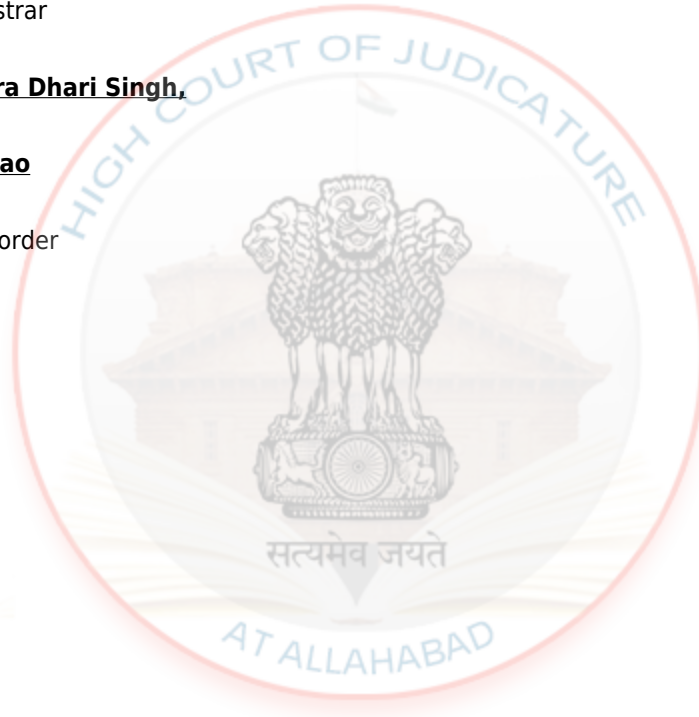 strar
ra Dhari Singh,
ao
order
HIGH COURT OF JUDICATURE
सत्यमेव जयते
AT ALLAHABAD